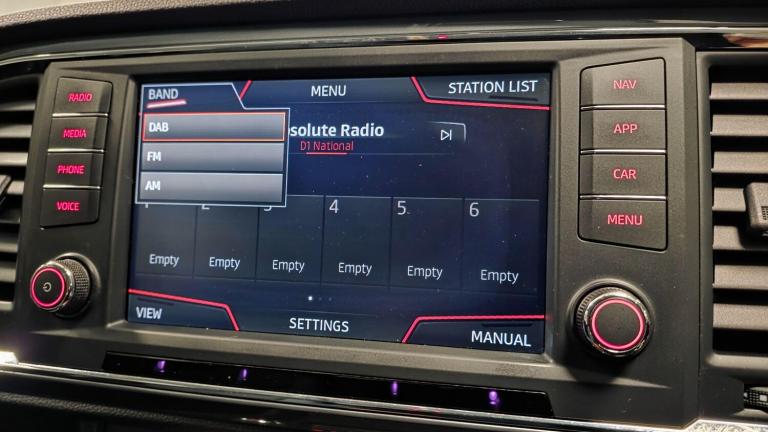 RADIO
MEDIA
PHONE
VOICE
BAND
MENU
STATION LIST
DAB
FM
AM
solute Radio
D1 National
4
5
6
Empty
Empty
Empty
Empty
Empty
Empty
VIEW
SETTINGS
MANUAL
NAV
APP
CAR
MENU